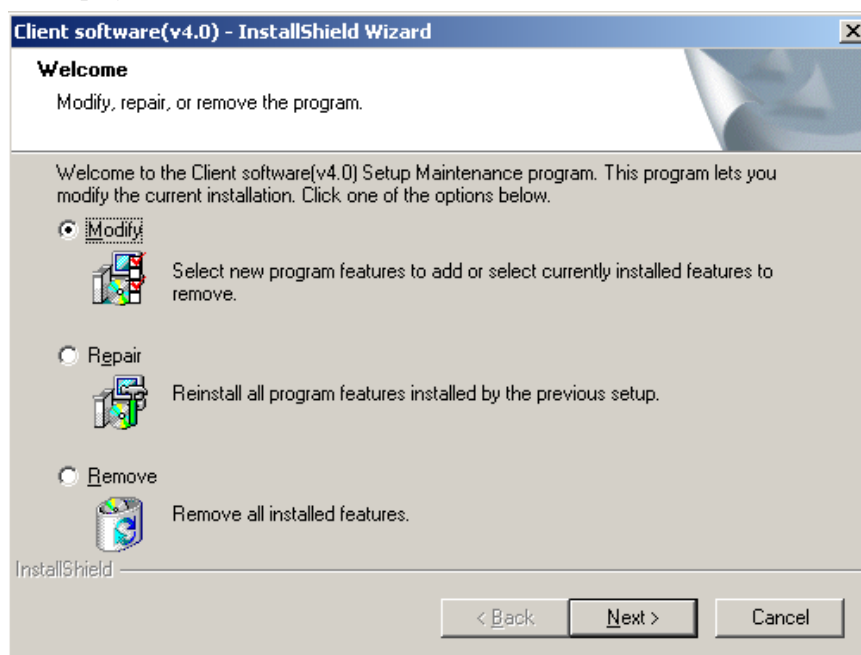 Client software(v4.0) - InstallShield Wizard
Welcome
Modify, repair, or remove the program.
Welcome to the Client software(v4.0) Setup Maintenance program. This program lets you
modify the current installation. Click one of the options below.
Modify
Select new program features to add or select currently installed features to
remove.
Repair
Reinstall all program features installed by the previous setup.
Remove
Remove all installed features.
InstallShield
< Back Next > Cancel